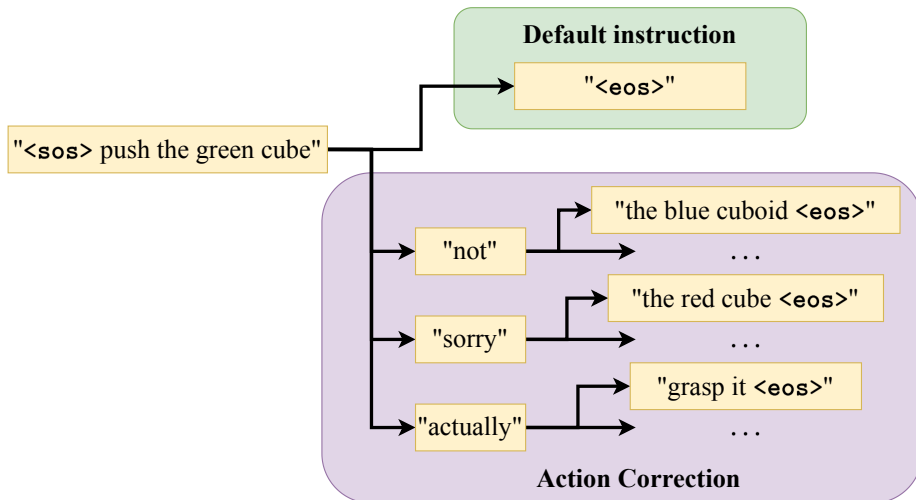 Default instruction
"<eos>"
"<sos> push the green cube"
"the blue cuboid <eos>"
"not"
...
"the red cube <eos>"
"sorry"
...
"grasp it <eos>"
"actually"
...
Action Correction